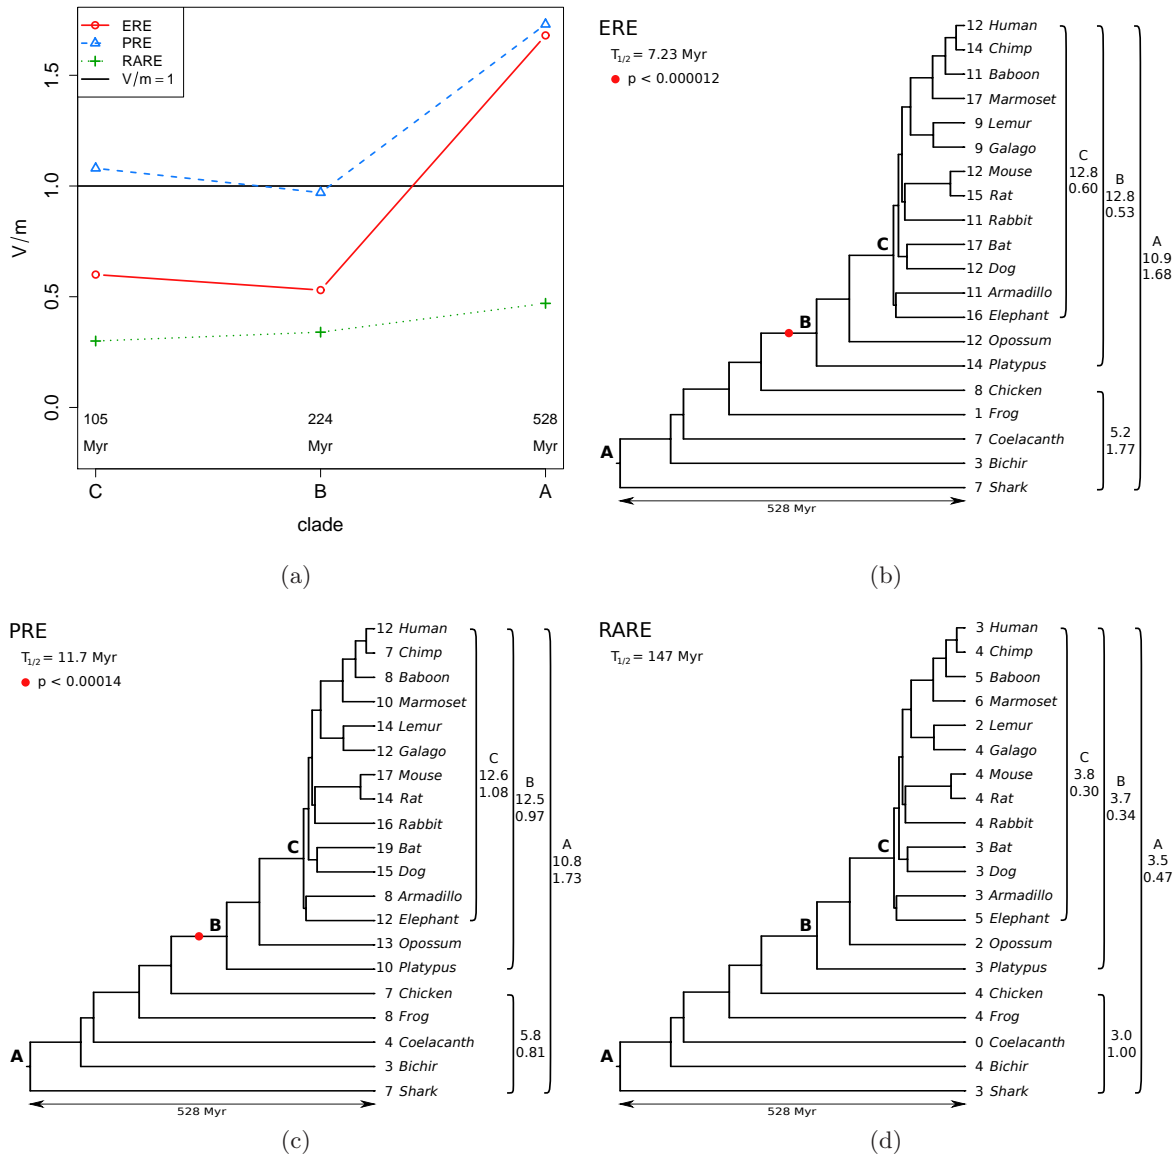 ERE
PRE
RARE
V/m = 1
1.5
1.0
0.5
0.0
V/m
105
Myr
224
Myr
528
Myr
C
B
A
clade
(a)
ERE
T1/2 = 7.23 Myr
p < 0.000012
12 Human
14 Chimp
11 Baboon
17 Marmoset
9 Lemur
9 Galago
12 Mouse
15 Rat
11 Rabbit
17 Bat
12 Dog
11 Armadillo
16 Elephant
12 Opossum
14 Platypus
8 Chicken
1 Frog
7 Coelacanth
3 Bichir
7 Shark
C
12.8
0.60
B
12.8
0.53
A
10.9
1.68
5.2
1.77
C
B
A
528 Myr
(b)
PRE
T1/2 = 11.7 Myr
p < 0.00014
12 Human
7 Chimp
8 Baboon
10 Marmoset
14 Lemur
12 Galago
17 Mouse
14 Rat
16 Rabbit
19 Bat
15 Dog
8 Armadillo
12 Elephant
13 Opossum
10 Platypus
7 Chicken
8 Frog
4 Coelacanth
3 Bichir
7 Shark
C
12.6
1.08
B
12.5
0.97
A
10.8
1.73
5.8
0.81
C
B
A
528 Myr
(c)
RARE
T1/2 = 147 Myr
3 Human
4 Chimp
5 Baboon
6 Marmoset
2 Lemur
4 Galago
4 Mouse
4 Rat
4 Rabbit
3 Bat
3 Dog
3 Armadillo
5 Elephant
2 Opossum
3 Platypus
4 Chicken
4 Frog
0 Coelacanth
4 Bichir
3 Shark
C
3.8
0.30
B
3.7
0.34
A
3.5
0.47
3.0
1.00
C
B
A
528 Myr
(d)